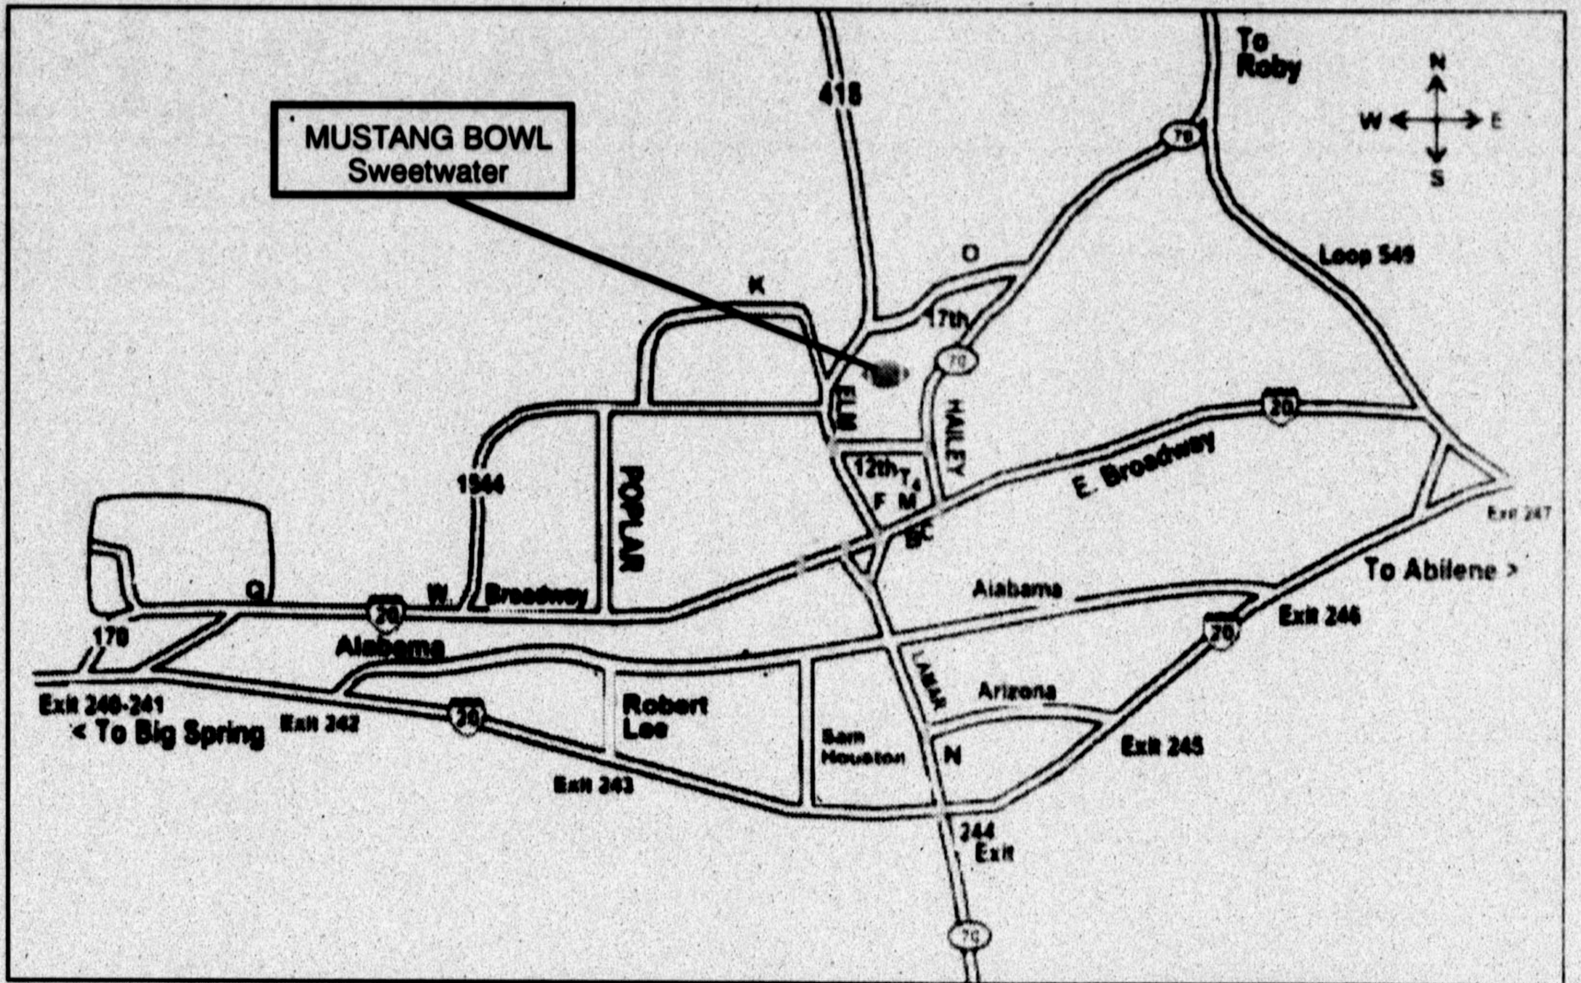 To
Roby
N
W
E
S
418
70
MUSTANG BOWL
Sweetwater
Loop 549
O
K
17th
70
ELM
HAILEY
20
E. Broadway
12th
T
4
F
M
B
C
1544
POPLAR
Exit 247
To Abilene >
Q
W.
Broadway
20
Alabama
Exit 246
170
Alabama
20
LAMAR
Arizona
Exit 240-241
< To Big Spring
Exit 242
20
Robert
Lee
Sam
Houston
N
Exit 245
Exit 243
244
Exit
70